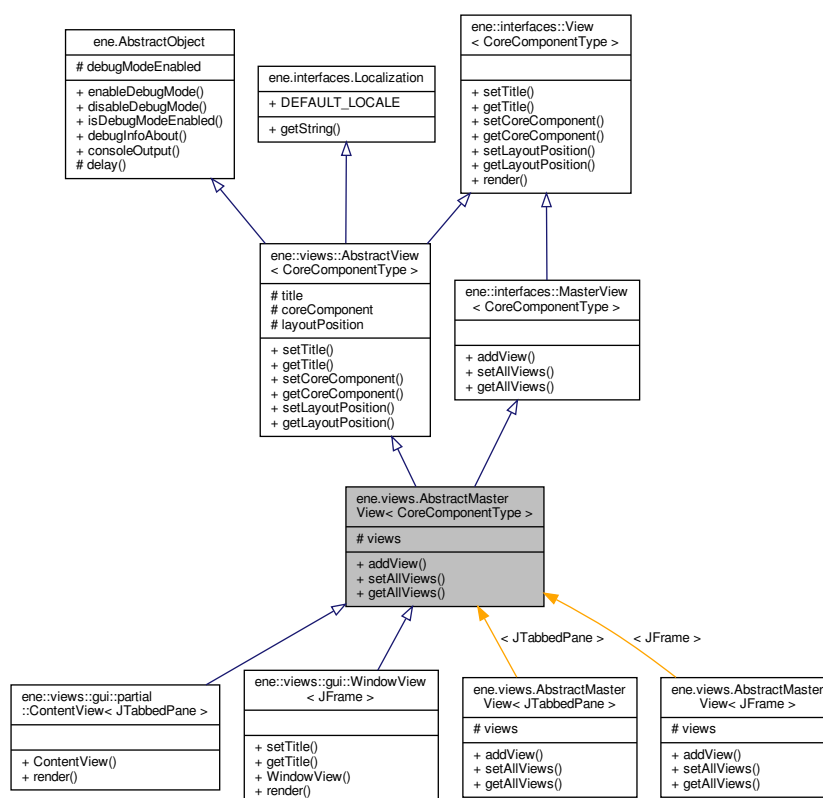 ene.AbstractObject
# debugModeEnabled
+ enableDebugMode()
+ disableDebugMode()
+ isDebugModeEnabled()
+ debugInfoAbout()
+ consoleOutput()
# delay()
ene.interfaces.Localization
+ DEFAULT_LOCALE
+ getString()
ene::interfaces::View
< CoreComponentType >
+ setTitle()
+ getTitle()
+ setCoreComponent()
+ getCoreComponent()
+ setLayoutPosition()
+ getLayoutPosition()
+ render()
ene::views::AbstractView
< CoreComponentType >
# title
# coreComponent
# layoutPosition
+ setTitle()
+ getTitle()
+ setCoreComponent()
+ getCoreComponent()
+ setLayoutPosition()
+ getLayoutPosition()
ene::interfaces::MasterView
< CoreComponentType >
+ addView()
+ setAllViews()
+ getAllViews()
ene.views.AbstractMaster
View< CoreComponentType >
# views
+ addView()
+ setAllViews()
+ getAllViews()
< JTabbedPane >
< JFrame >
ene::views::gui::partial
::ContentView< JTabbedPane >
+ ContentView()
+ render()
ene::views::gui::WindowView
< JFrame >
+ setTitle()
+ getTitle()
+ WindowView()
+ render()
ene.views.AbstractMaster
View< JTabbedPane >
# views
+ addView()
+ setAllViews()
+ getAllViews()
ene.views.AbstractMaster
View< JFrame >
# views
+ addView()
+ setAllViews()
+ getAllViews()